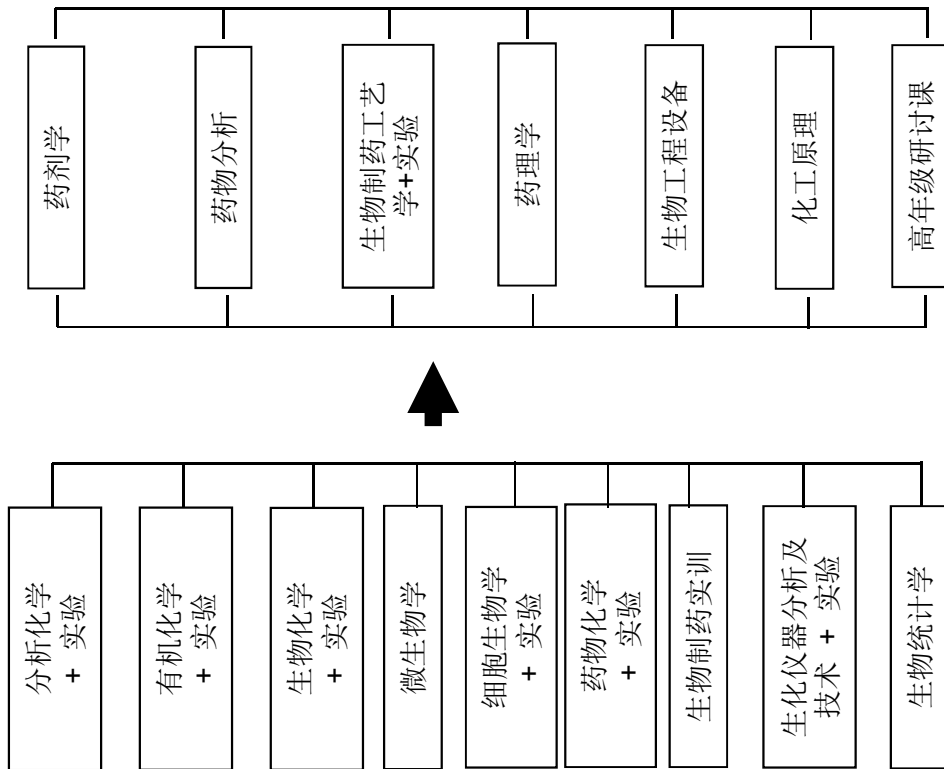 药剂学
药物分析
生物制药工艺
学+实验
药理学
生物工程设备
化工原理
高年级研讨课
分析化学
+ 实验
有机化学
+ 实验
生物化学
+ 实验
微生物学
细胞生物学
+ 实验
药物化学
+ 实验
生物制药实训
生化仪器分析及
技术 + 实验
生物统计学